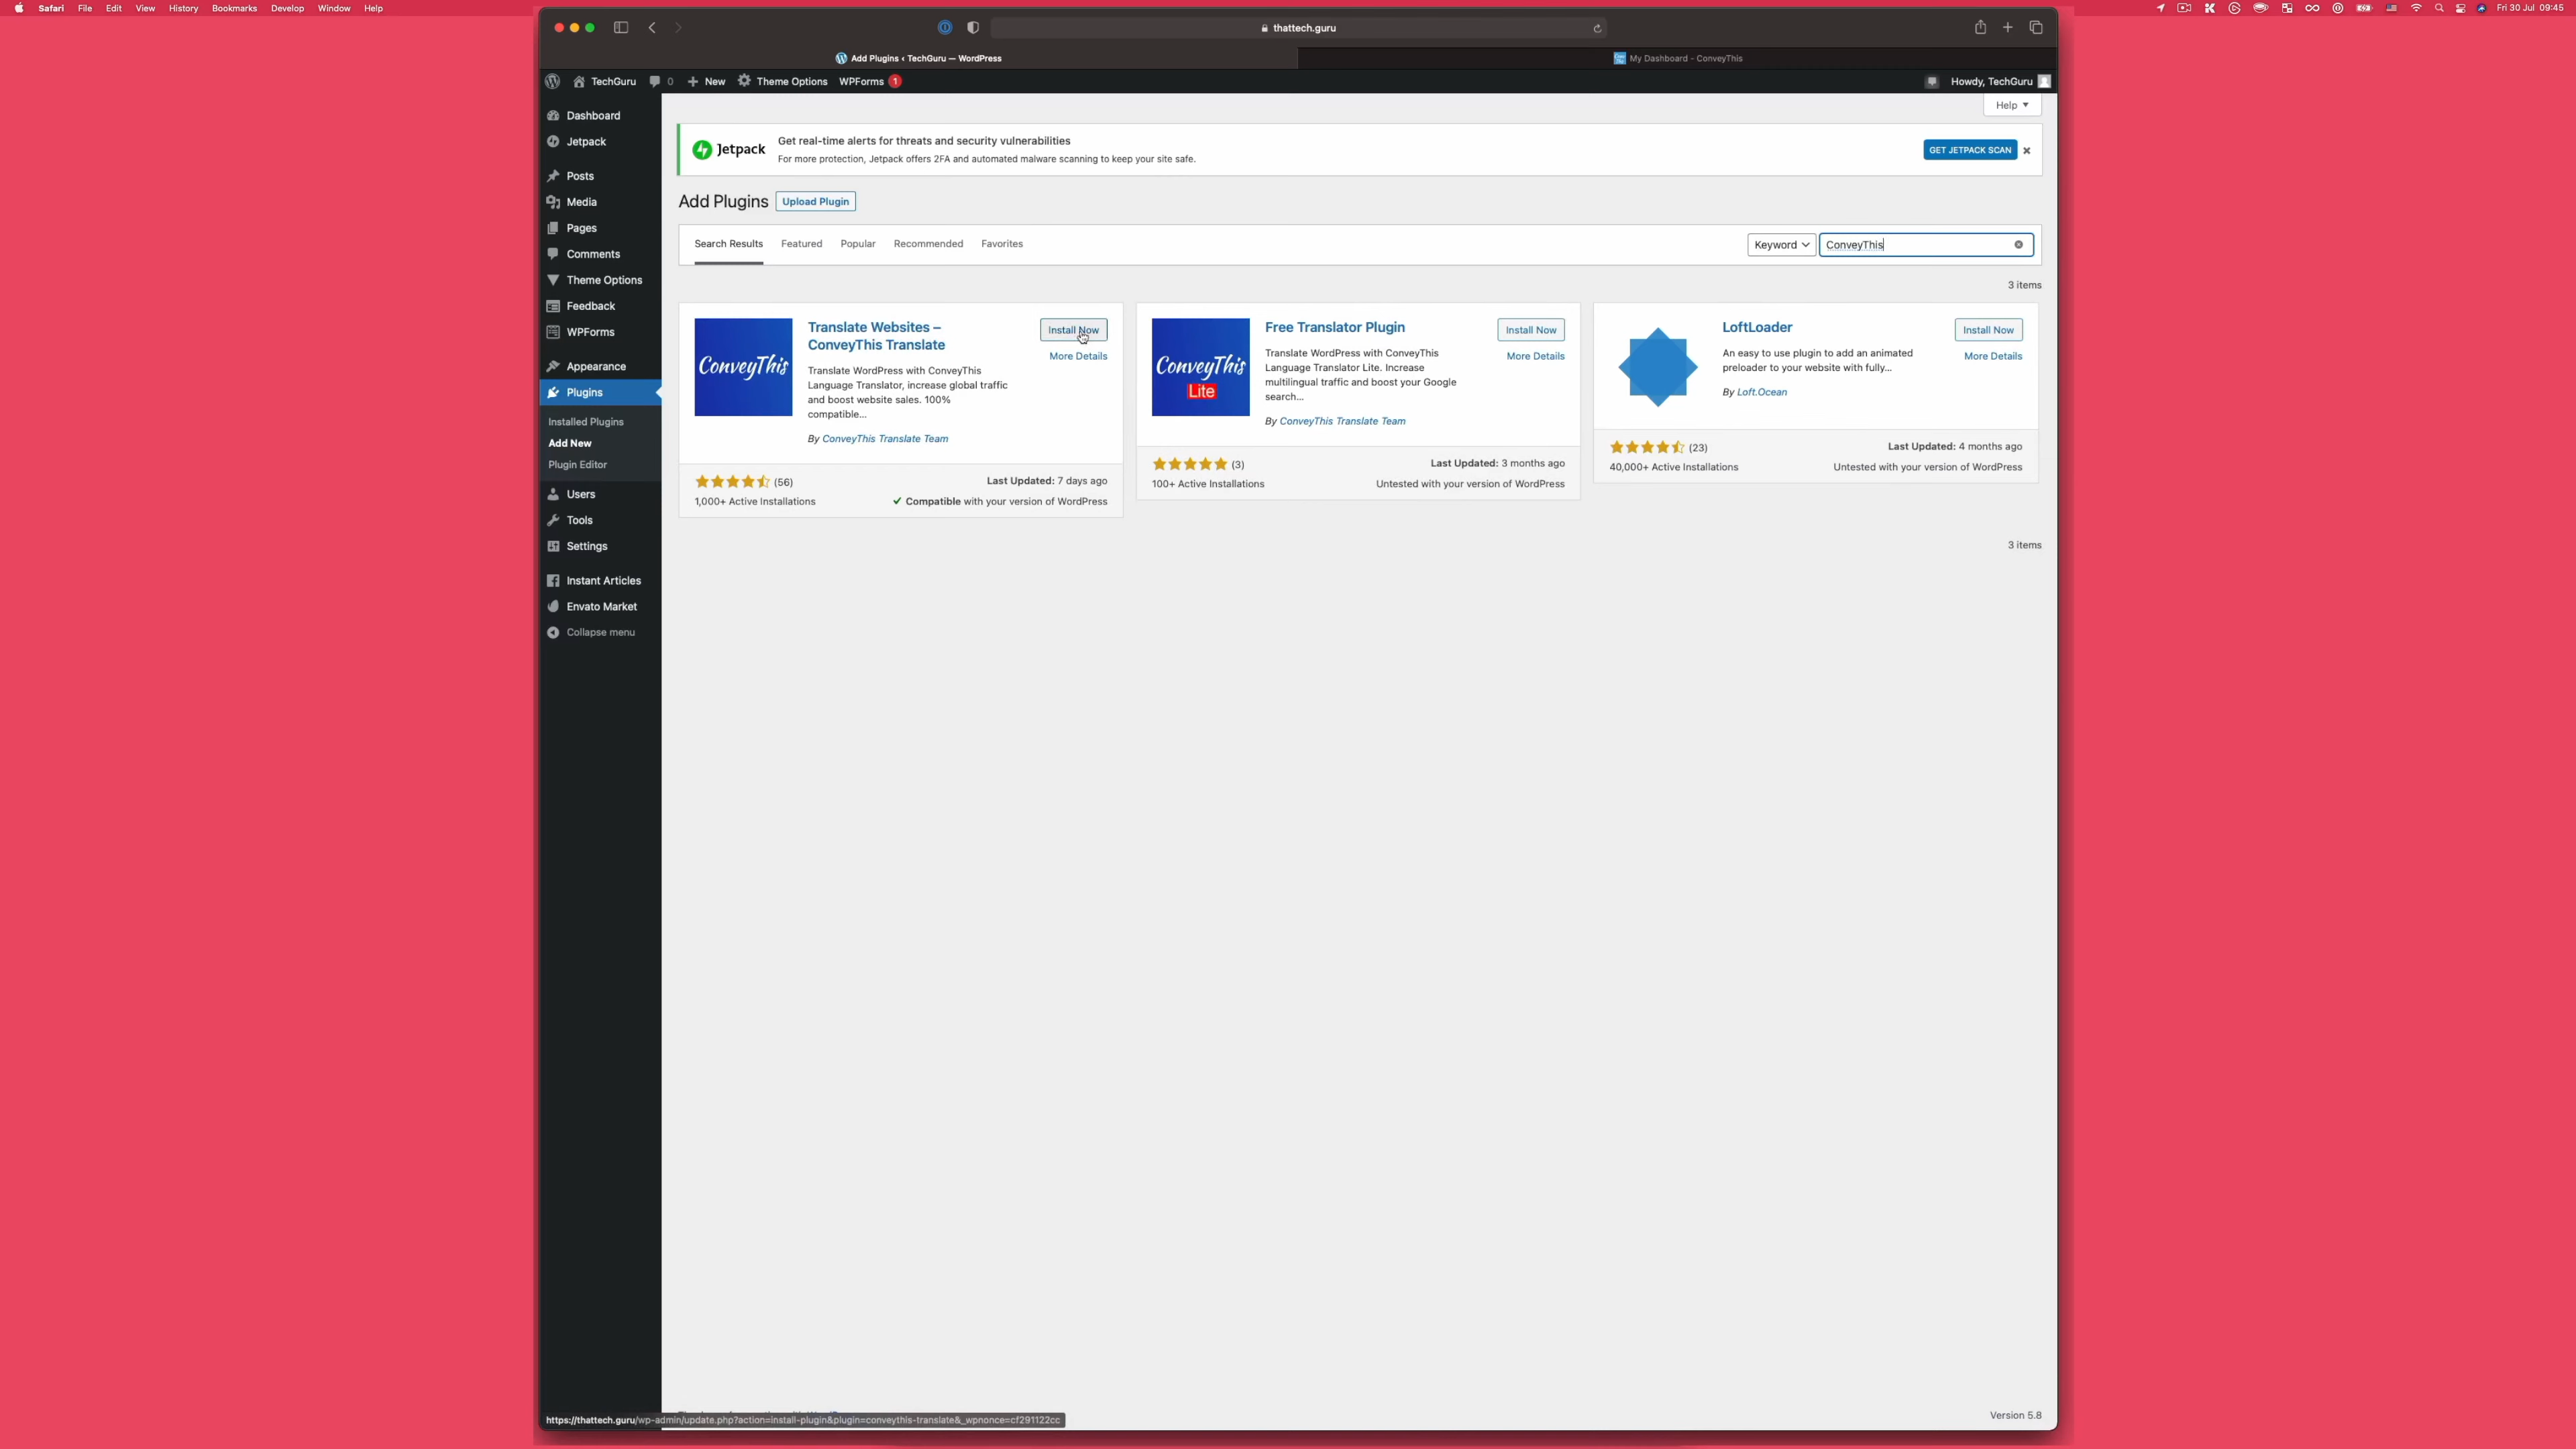 Safari File Edit View History Bookmarks Develop Window Help
Fri 30 Jul 09:45
thattech.guru
Add Plugins ‹ TechGuru — WordPress
My Dashboard - ConveyThis
TechGuru 0 New Theme Options WPForms 1
Howdy, TechGuru
Dashboard
Jetpack
Posts
Media
Pages
Comments
Theme Options
Feedback
WPForms
Appearance
Plugins
Installed Plugins
Add New
Plugin Editor
Users
Tools
Settings
Instant Articles
Envato Market
Collapse menu
Help
Jetpack
Get real-time alerts for threats and security vulnerabilities
For more protection, Jetpack offers 2FA and automated malware scanning to keep your site safe.
GET JETPACK SCAN
Add Plugins
Upload Plugin
Search Results Featured Popular Recommended Favorites
Keyword
ConveyThis
3 items
ConveyThis
Translate Websites –
ConveyThis Translate
Install Now
More Details
Translate WordPress with ConveyThis
Language Translator, increase global traffic
and boost website sales. 100%
compatible...
By ConveyThis Translate Team
(56)
Last Updated: 7 days ago
1,000+ Active Installations
Compatible with your version of WordPress
ConveyThis
Lite
Free Translator Plugin
Install Now
More Details
Translate WordPress with ConveyThis
Language Translator Lite. Increase
multilingual traffic and boost your Google
search...
By ConveyThis Translate Team
(3)
Last Updated: 3 months ago
100+ Active Installations
Untested with your version of WordPress
LoftLoader
Install Now
More Details
An easy to use plugin to add an animated
preloader to your website with fully...
By Loft.Ocean
(23)
Last Updated: 4 months ago
40,000+ Active Installations
Untested with your version of WordPress
3 items
https://thattech.guru/wp-admin/update.php?action=install-plugin&plugin=conveythis-translate&_wpnonce=cf291122cc
Version 5.8